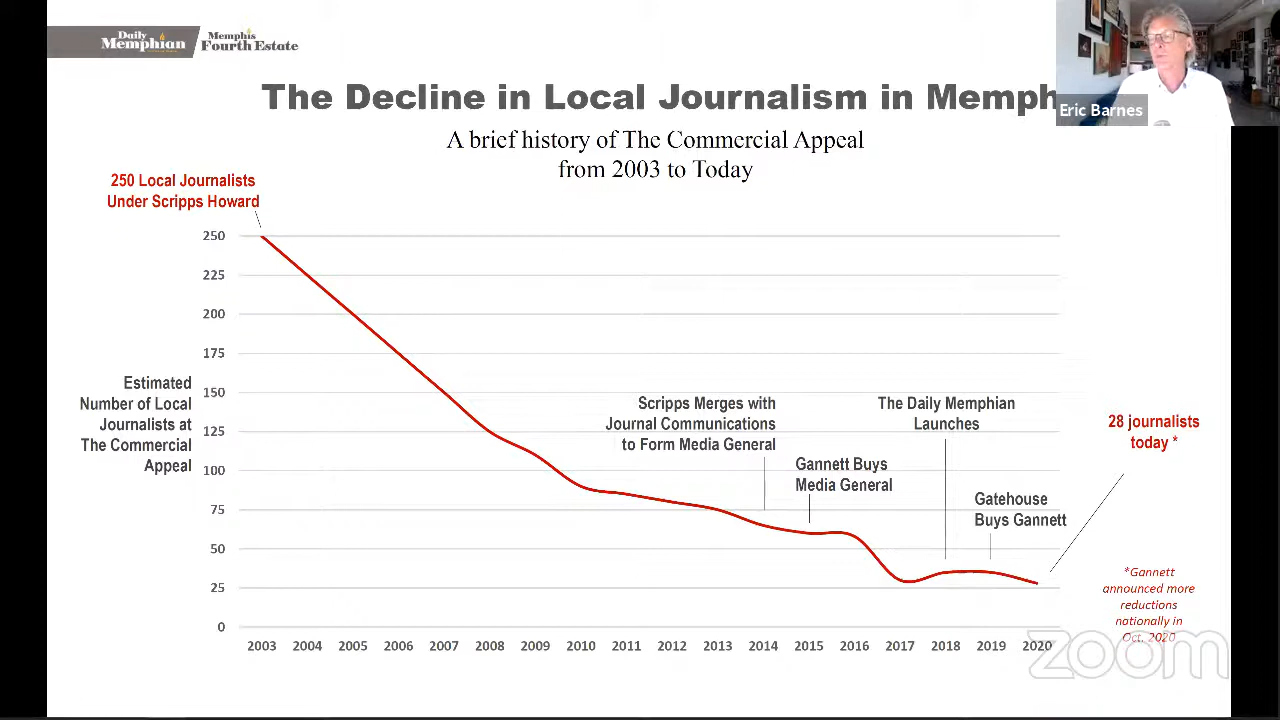 Daily
Memphian
Memphis
Fourth Estate
The Decline in Local Journalism in Memph
Eric Barnes
A brief history of The Commercial Appeal
from 2003 to Today
250 Local Journalists
Under Scripps Howard
250
225
200
175
150
125
100
75
50
25
0
Estimated
Number of Local
Journalists at
The Commercial
Appeal
Scripps Merges with
Journal Communications
to Form Media General
Gannett Buys
Media General
The Daily Memphian
Launches
Gatehouse
Buys Gannett
28 journalists
today *
*Gannett
announced more
reductions
nationally in
Oct. 2020
2003 2004 2005 2006 2007 2008 2009 2010 2011 2012 2013 2014 2015 2016 2017 2018 2019 2020
zoom